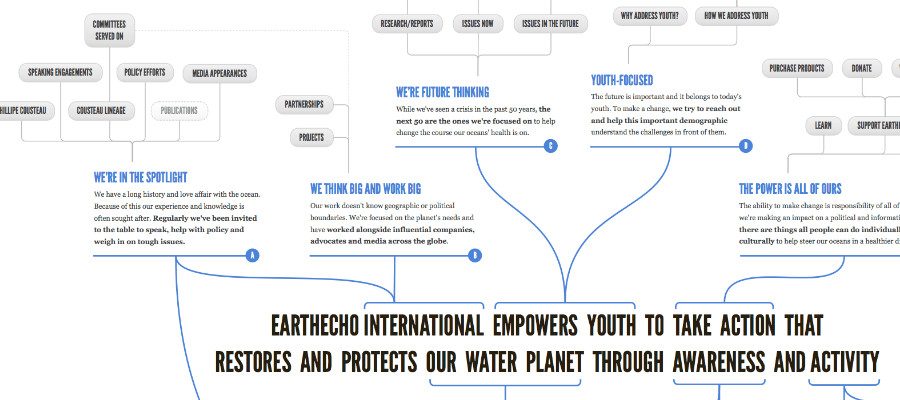 COMMITTEES
SERVED ON
SPEAKING ENGAGEMENTS
POLICY EFFORTS
MEDIA APPEARANCES
COUSTEAU
COUSTEAU LINEAGE
PUBLICATIONS
WE'RE IN THE SPOTLIGHT
We have a long history and love affair with the ocean.
Because of this our experience and knowledge is
often sought after. Regularly we've been invited
to the table to speak, help with policy and
weigh in on tough issues.
A
PARTNERSHIPS
PROJECTS
WE THINK BIG AND WORK BIG
Our work doesn't know geographic or political
boundaries. We're focused on the planet's needs and
have worked alongside influential companies,
advocates and media across the globe.
B
RESEARCH/REPORTS
ISSUES NOW
ISSUES IN THE FUTURE
WE'RE FUTURE THINKING
While we've seen a crisis in the past 50 years, the
next 50 are the ones we're focused on to help
change the course our oceans' health is on.
C
WHY ADDRESS YOUTH?
HOW WE ADDRESS YOUTH
YOUTH-FOCUSED
The future is important and it belongs to today's
youth. To make a change, we try to reach out
and help this important demographic
understand the challenges in front of them.
D
PURCHASE PRODUCTS
DONATE
LEARN
SUPPORT
THE POWER IS ALL OF OURS
The ability to make change is responsibility of all of
we're making an impact on a political and
there are things all people can do
culturally to help steer our oceans in a healthier
EARTHECHO INTERNATIONAL EMPOWERS YOUTH TO TAKE ACTION THAT
RESTORES AND PROTECTS OUR WATER PLANET THROUGH AWARENESS AND ACTIVITY